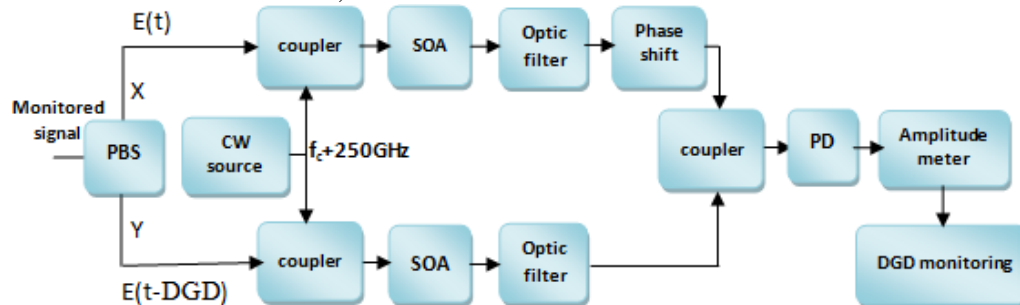 E(t)
coupler
SOA
Optic
filter
Phase
shift
X
Monitored
signal
PBS
CW
source
fc+250GHz
coupler
PD
Amplitude
meter
Y
coupler
SOA
Optic
filter
DGD monitoring
E(t-DGD)